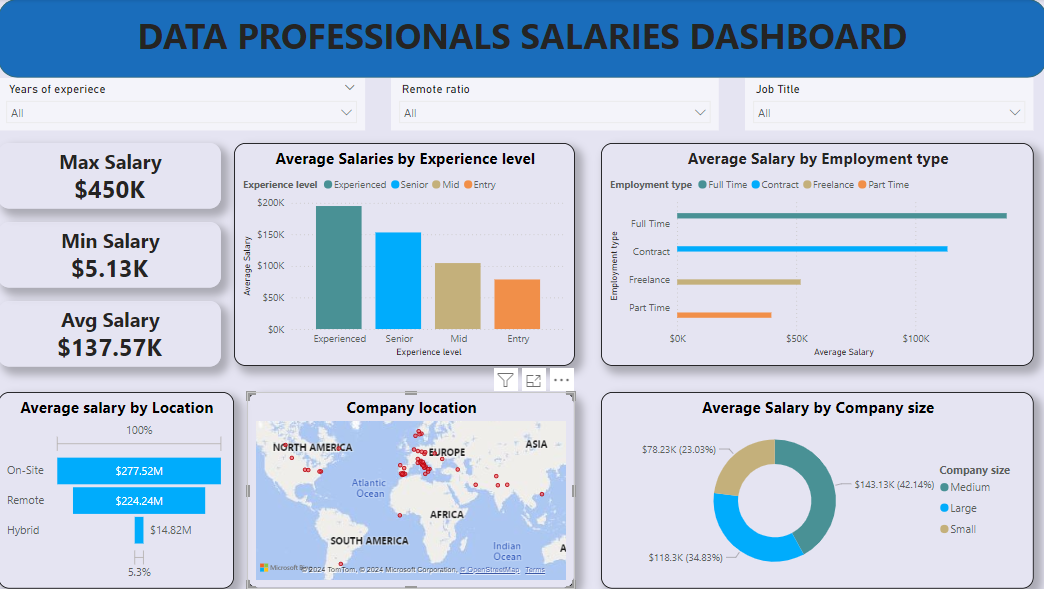 DATA PROFESSIONALS SALARIES DASHBOARD
Years of experiece
All
Remote ratio
All
Job Title
All
Max Salary
$450K
Min Salary
$5.13K
Avg Salary
$137.57K
Average Salaries by Experience level
Experience level Experienced Senior Mid Entry
$200K
$150K
$100K
$50K
$0K
Average Salary
Experienced Senior Mid Entry
Experience level
Average Salary by Employment type
Employment type Full Time Contract Freelance Part Time
Employment type
Full Time
Contract
Freelance
Part Time
$0K $50K $100K
Average Salary
Average salary by Location
100%
On-Site $277.52M
Remote $224.24M
Hybrid $14.82M
5.3%
Company location
NORTH AMERICA
EUROPE
ASIA
Atlantic
Ocean
AFRICA
SOUTH AMERICA
Indian
Ocean
A
© 2024 TomTom, © 2024 Microsoft Corporation, © OpenStreetMap Terms
Average Salary by Company size
$78.23K (23.03%)
$143.13K (42.14%)
$118.3K (34.83%)
Company size
Medium
Large
Small